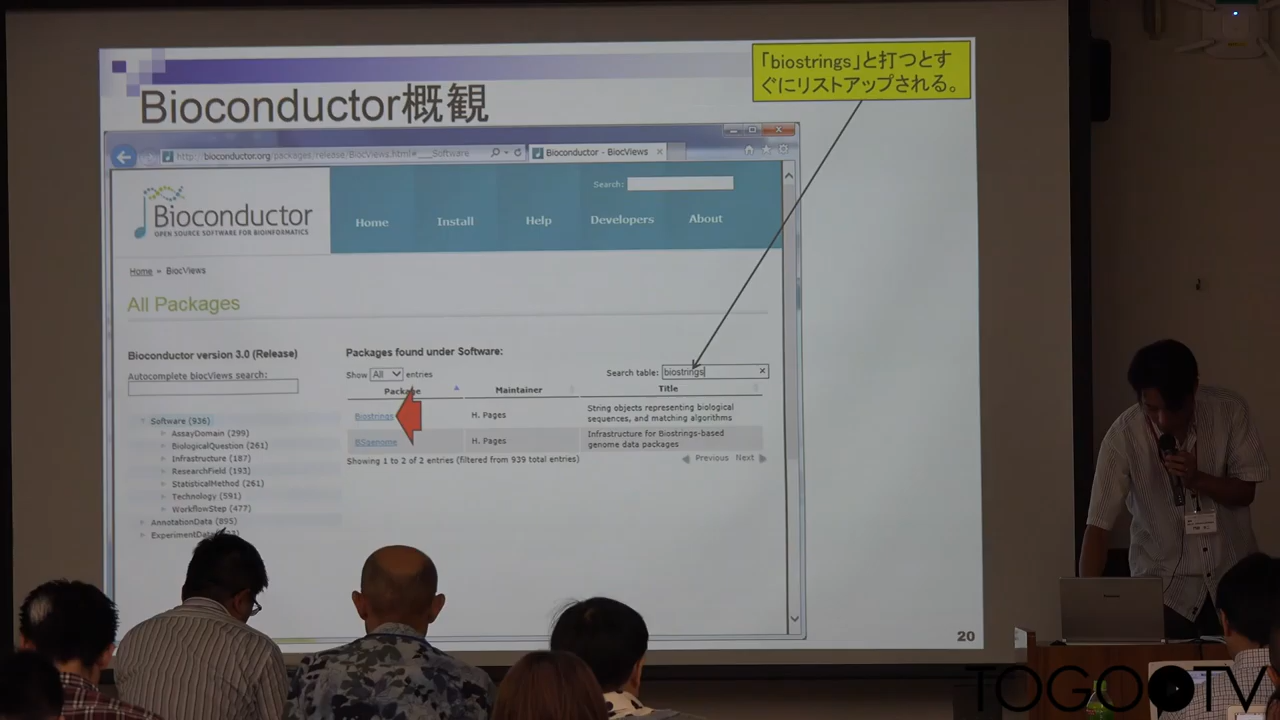 「biostrings」と打つとす
ぐにリストアップされる。
Bioconductor概観
http://bioconductor.org/packages/release/BiocViews.html#___Software
Bioconductor - BiocViews
Search:
Bioconductor
OPEN SOURCE SOFTWARE FOR BIOINFORMATICS
Home Install Help Developers About
Home » BiocViews
All Packages
Bioconductor version 3.0 (Release)
Autocomplete biocViews search:
Software (936)
AssayDomain (299)
BiologicalQuestion (261)
Infrastructure (187)
ResearchField (193)
StatisticalMethod (261)
Technology (591)
WorkflowStep (477)
AnnotationData (895)
Packages found under Software:
Show All entries
Search table: biostrings
Package Maintainer Title
Biostrings H. Pages String objects representing biological
sequences, and matching algorithms
BSgenome H. Pages Infrastructure for Biostrings-based
genome data packages
Showing 1 to 2 of 2 entries (filtered from 939 total entries)
Previous Next
20
TOGO TV